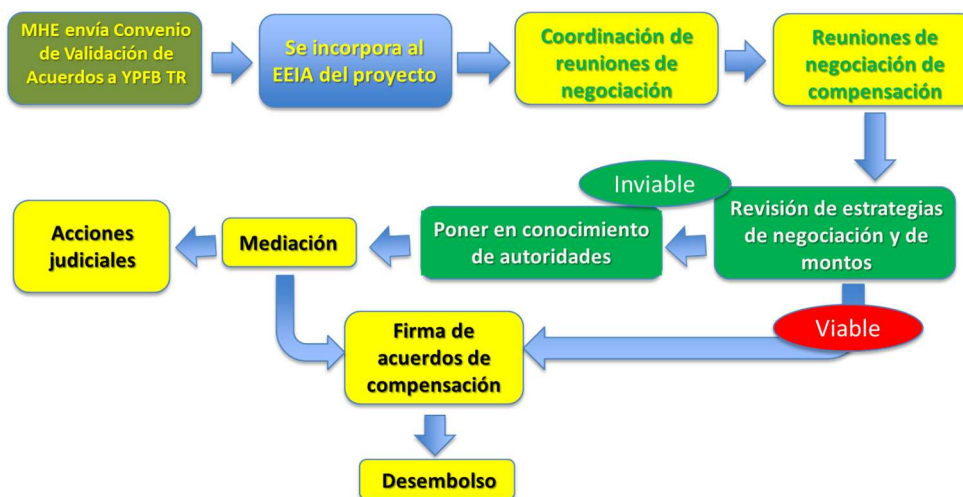 MHE envía Convenio
de Validación de
Acuerdos a YPFB TR
Se incorpora al
EEIA del proyecto
Coordinación de
reuniones de
negociación
Reuniones de
negociación de
compensación
Inviable
Acciones
judiciales
Mediación
Poner en conocimiento
de autoridades
Revisión de estrategias
de negociación y de
montos
Viable
Firma de
acuerdos de
compensación
Desembolso